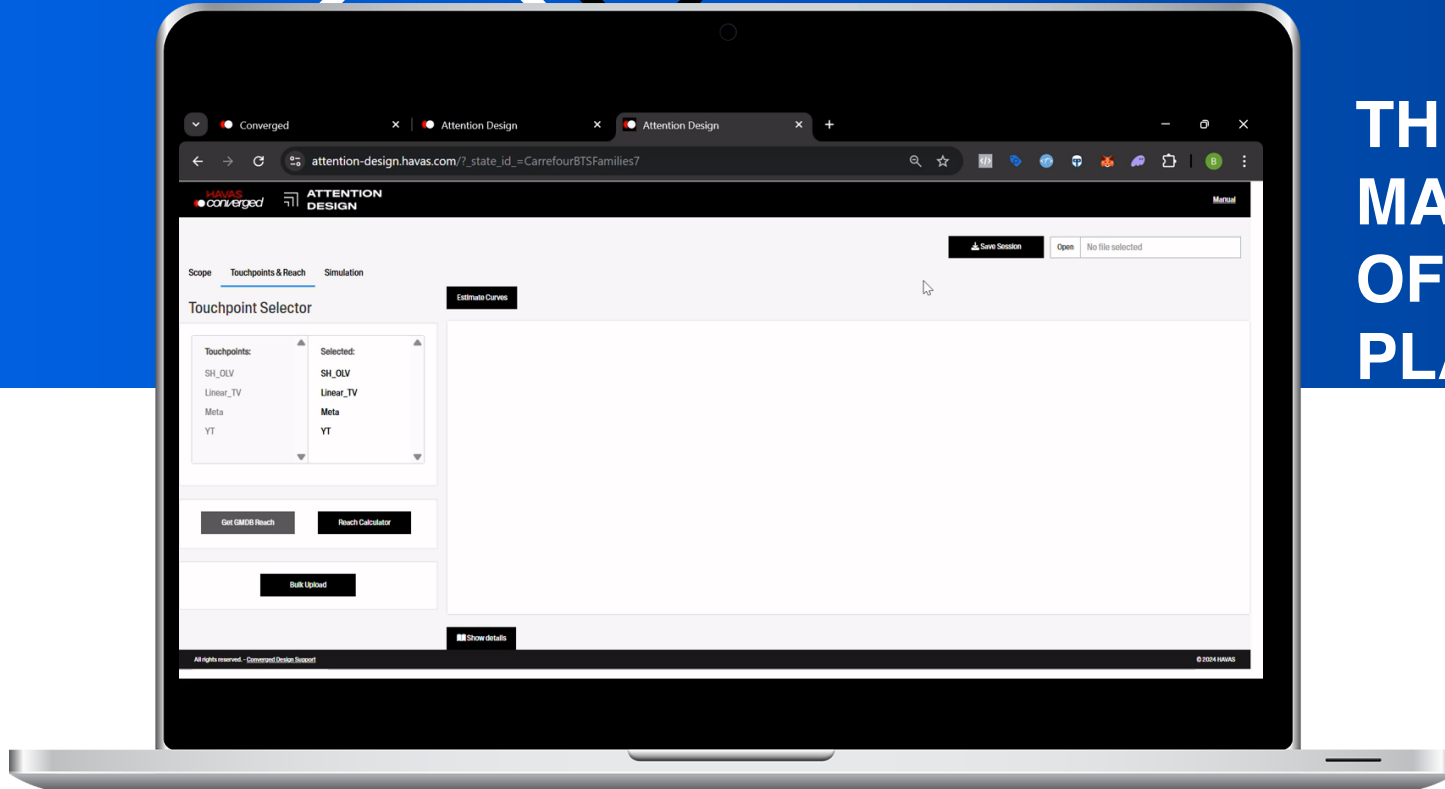 Converged
Attention Design
Attention Design
attention-design.havas.com/?_state_id_=CarrefourBTSFamilies7
B
HAVAS
converged
ATTENTION
DESIGN
Manual
Save Session
Open
No file selected
Scope
Touchpoints & Reach
Simulation
Touchpoint Selector
Estimate Curves
Touchpoints:
SH_OLV
Linear_TV
Meta
YT
Selected:
SH_OLV
Linear_TV
Meta
YT
Get GMDB Reach
Reach Calculator
Bulk Upload
Show details
All rights reserved. - Converged Design Support
© 2024 HAVAS
TH
MA
OF
PLA